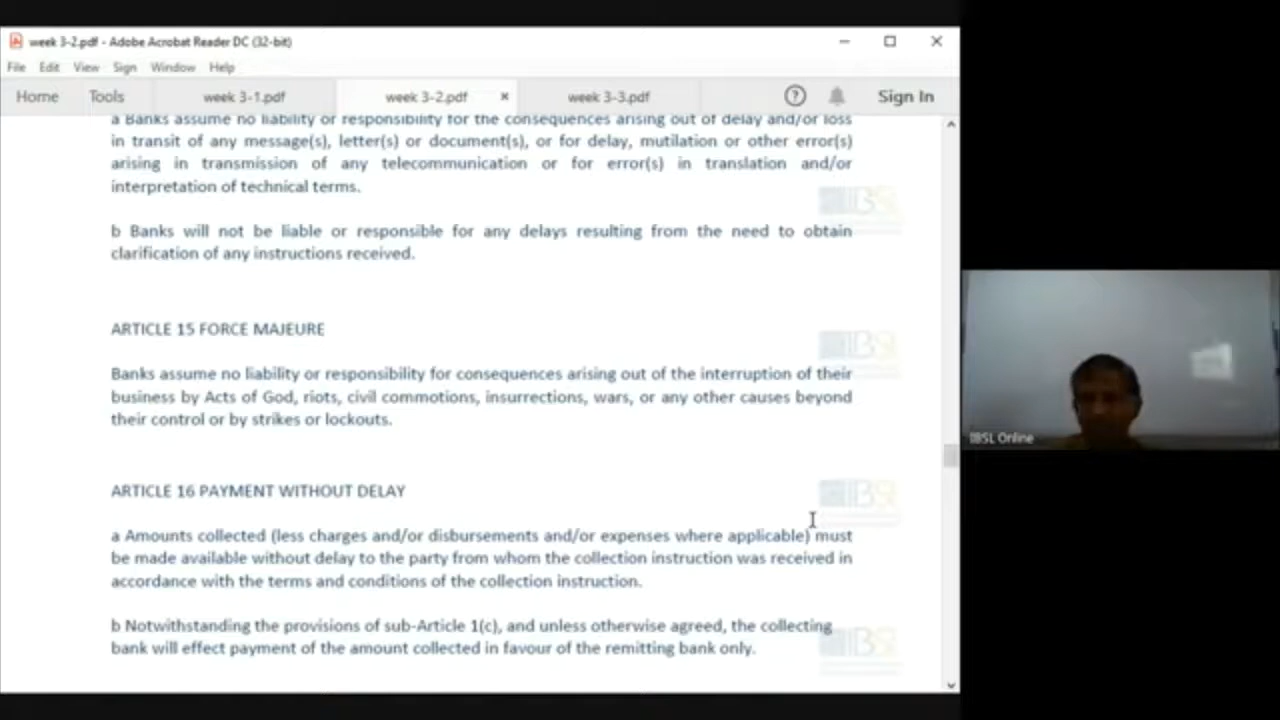 week 3-2.pdf - Adobe Acrobat Reader DC (32-bit)
File Edit View Sign Window Help
Home Tools week 3-1.pdf week 3-2.pdf × week 3-3.pdf ? Sign In
a Banks assume no liability or responsibility for the consequences arising out of delay and/or loss
in transit of any message(s), letter(s) or document(s), or for delay, mutilation or other error(s)
arising in transmission of any telecommunication or for error(s) in translation and/or
interpretation of technical terms.
b Banks will not be liable or responsible for any delays resulting from the need to obtain
clarification of any instructions received.
ARTICLE 15 FORCE MAJEURE
Banks assume no liability or responsibility for consequences arising out of the interruption of their
business by Acts of God, riots, civil commotions, insurrections, wars, or any other causes beyond
their control or by strikes or lockouts.
ARTICLE 16 PAYMENT WITHOUT DELAY
a Amounts collected (less charges and/or disbursements and/or expenses where applicable) must
be made available without delay to the party from whom the collection instruction was received in
accordance with the terms and conditions of the collection instruction.
b Notwithstanding the provisions of sub-Article 1(c), and unless otherwise agreed, the collecting
bank will effect payment of the amount collected in favour of the remitting bank only.
IBSL Online